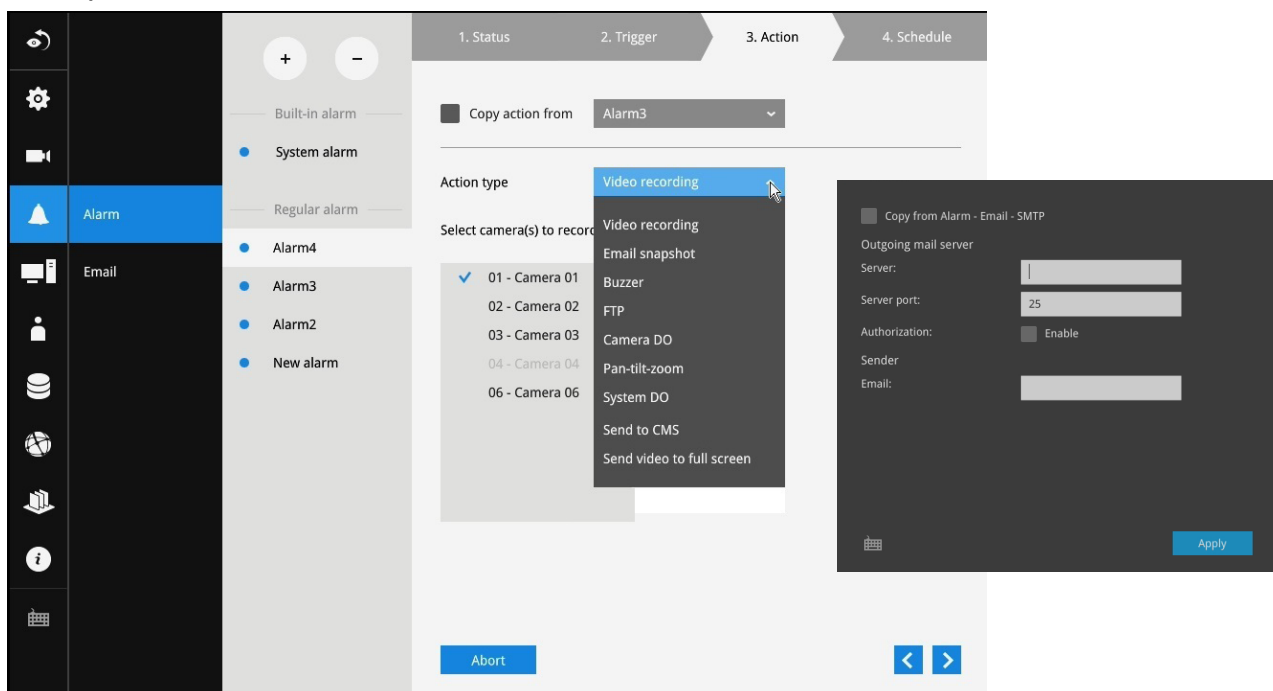 1. Status
2. Trigger
3. Action
4. Schedule
+
-
Built-in alarm
System alarm
Regular alarm
Alarm4
Alarm3
Alarm2
New alarm
Alarm
Email
Copy action from
Alarm3
Action type
Video recording
Select camera(s) to record
01 - Camera 01
02 - Camera 02
03 - Camera 03
04 - Camera 04
06 - Camera 06
Video recording
Email snapshot
Buzzer
FTP
Camera DO
Pan-tilt-zoom
System DO
Send to CMS
Send video to full screen
Abort
Copy from Alarm - Email - SMTP
Outgoing mail server
Server:
Server port:
25
Authorization:
Enable
Sender
Email:
Apply